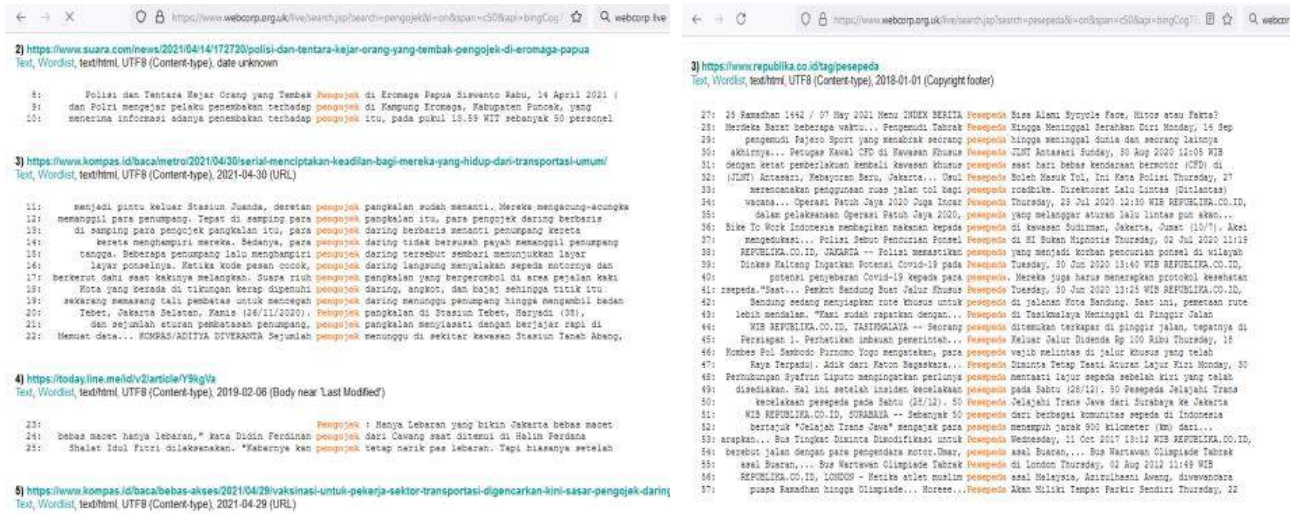 https://www.webcorp.org.uk/live/search.jsp?search=pengojek&i=on&span=c50&api=bingCog
webcorp live
2) https://www.suara.com/news/2021/04/14/172720/polisi-dan-tentara-kejar-orang-yang-tembak-pengojek-di-eromaga-papua
Text, Wordlist, text/html, UTF8 (Content-type), date unknown
8: Polisi dan Tentara Kejar Orang yang Tembak Pengojek di Eromaga Papua Siswanto Rabu, 14 April 2021 |
9: dan Polri mengejar pelaku penembakan terhadap pengojek di Kampung Eromaga, Kabupaten Puncak, yang
10: menerima informasi adanya penembakan terhadap pengojek itu, pada pukul 18.59 WIT sebanyak 50 personel
3) https://www.kompas.id/baca/metro/2021/04/30/serial-menciptakan-keadilan-bagi-mereka-yang-hidup-dari-transportasi-umum/
Text, Wordlist, text/html, UTF8 (Content-type), 2021-04-30 (URL)
11: menjadi pintu keluar Stasiun Juanda, deretan pengojek pangkalan sudah menanti. Mereka mengacung-acungka
12: memanggil para penumpang. Tepat di samping para pengojek pangkalan itu, para pengojek daring berbaris
13: di samping para pengojek pangkalan itu, para pengojek daring berbaris menanti penumpang kereta
14: kereta menghampiri mereka. Bedanya, para pengojek daring tidak bersusah payah memanggil penumpang
15: tangga. Beberapa penumpang lalu menghampiri pengojek daring tersebut sembari menunjukkan layar
16: layar ponselnya. Ketika kode pasan cocok, pengojek daring langsung menyalakan sepeda motornya dan
17: berkerut dahi saat kakinya melangkah. Suara riuh pengojek pangkalan yang bergerombol di area pejalan kaki
18: Kota yang berada di tikungan kerap dipenuhi pengojek daring, angkot, dan bajaj sehingga titik itu
19: sekarang memasang tali pembatas untuk mencegah pengojek daring menunggu penumpang hingga mengambil badan
20: Tebet, Jakarta Selatan, Kamis (26/11/2020). Pengojek pangkalan di Stasiun Tebet, Haryadi (38),
21: dan sejumlah aturan pembatasan penumpang, pengojek pangkalan menyiasati dengan berjajar rapi di
22: Memuat data... KOMPAS/ADITYA DIVERANTA Sejumlah pengojek menunggu di sekitar kawasan Stasiun Tanah Abang,
4) https://today.line.me/id/v2/article/Y9kgVa
Text, Wordlist, text/html, UTF8 (Content-type), 2019-02-06 (Body near 'Last Modified')
23: Pengojek : Hanya Lebaran yang bikin Jakarta bebas macet
24: bebas macet hanya lebaran," kata Didin Ferdinan pengojek dari Cawang saat ditemui di Halim Perdana
25: Shalat Idul Fitri dilaksanakan. "Kabarnya kan pengojek tetap narik pas lebaran. Tapi biasanya setelah
5) https://www.kompas.id/baca/bebas-akses/2021/04/29/vaksinasi-untuk-pekerja-sektor-transportasi-digencarkan-kini-sasar-pengojek-daring
Text, Wordlist, text/html, UTF8 (Content-type), 2021-04-29 (URL)
https://www.webcorp.org.uk/live/search.jsp?search=pesepeda&i=on&span=c50&api=bingCog
webcor
3) https://www.republika.co.id/tag/pesepeda
Text, Wordlist, text/html, UTF8 (Content-type), 2018-01-01 (Copyright footer)
27: 25 Ramadhan 1442 / 07 May 2021 Menu INDEX BERITA Pesepeda Bisa Alami Bycycle Face, Mitos atau Fakta?
28: Merdeka Barat beberapa waktu... Pengemudi Tabrak Pesepeda Hingga Meninggal Serahkan Diri Monday, 14 Sep
29: pengemudi Pajero Sport yang menabrak seorang pesepeda hingga meninggal dunia dan seorang lainnya
30: akhirnya... Petugas Kawal CFD di Kawasan Khusus Pesepeda JLNT Antasari Sunday, 30 Aug 2020 12:05 WIB
31: dengan ketat pemberlakuan kembali kawasan khusus pesepeda saat hari bebas kendaraan bermotor (CFD) di
32: (JLNT) Antasari, Kebayoran Baru, Jakarta... Usul Pesepeda Boleh Masuk Tol, Ini Kata Polisi Thursday, 27
33: merencanakan penggunaan ruas jalan tol bagi pesepeda roadbike. Direktorat Lalu Lintas (Ditlantas)
34: wacana... Operasi Patuh Jaya 2020 Juga Incar Pesepeda Thursday, 23 Jul 2020 12:30 WIB REPUBLIKA.CO.ID,
35: dalam pelaksanaan Operasi Patuh Jaya 2020, pesepeda yang melanggar aturan lalu lintas pun akan...
36: Bike To Work Indonesia membagikan makanan kepada pesepeda di kawasan Sudirman, Jakarta, Jumat (10/7). Aksi
37: mengedukasi... Polisi Sebut Pencurian Ponsel Pesepeda di HI Bukan Hipnotis Thursday, 02 Jul 2020 11:19
38: REPUBLIKA.CO.ID, JAKARTA -- Polisi memastikan pesepeda yang menjadi korban pencurian ponsel di wilayah
39: Dinkes Kalteng Ingatkan Potensi Covid-19 pada Pesepeda Tuesday, 30 Jun 2020 13:40 WIB REPUBLIKA.CO.ID,
40: potensi penyebaran Covid-19 kepada para pesepeda. Mereka juga harus menerapkan protokol kesehatan
41: rsepeda."Saat... Pemkot Bandung Buat Jalur Khusus Pesepeda Tuesday, 30 Jun 2020 13:25 WIB REPUBLIKA.CO.ID,
42: Bandung sedang menyiapkan rute khusus untuk pesepeda di jalanan Kota Bandung. Saat ini, pemetaan rute
43: lebih mendalam. "Kami sudah rapatkan dengan... Pesepeda di Tasikmalaya Meninggal di Pinggir Jalan
44: WIB REPUBLIKA.CO.ID, TASIKMALAYA -- Seorang pesepeda ditemukan terkapar di pinggir jalan, tepatnya di
45: Persiapan 1. Perhatikan imbauan pemerintah... Pesepeda Keluar Jalur Didenda Rp 100 Ribu Thursday, 18
46: Kombes Pol Sambodo Purnomo Yogo mengatakan, para pesepeda wajib melintas di jalur khusus yang telah
47: Raya Terpadu). Adik dari Katon Bagaskara... Pesepeda Diminta Tetap Taati Aturan Lajur Kiri Monday, 30
48: Perhubungan Syafrin Liputo mengingatkan perlunya pesepeda mentaati lajur sepeda sebelah kiri yang telah
49: disediakan. Hal ini setelah insiden kecelakaan pesepeda pada Sabtu (28/12). 50 Pesepeda Jelajahi Trans
50: kecelakaan pesepeda pada Sabtu (28/12). 50 Pesepeda Jelajahi Trans Jawa dari Surabaya ke Jakarta
51: WIB REPUBLIKA.CO.ID, SURABAYA -- Sebanyak 50 pesepeda dari berbagai komunitas sepeda di Indonesia
52: bertajuk "Jelajah Trans Jawa" mengajak para pesepeda menempuh jarak 900 kilometer (km) dari...
53: arapkan... Bus Tingkat Diminta Dimodifikasi untuk Pesepeda Wednesday, 11 Oct 2017 13:12 WIB REPUBLIKA.CO.ID,
54: berebut jalan dengan para pengendara motor.Umar, pesepeda asal Buaran,... Bus Wartawan Olimpiade Tabrak
55: asal Buaran,... Bus Wartawan Olimpiade Tabrak Pesepeda di London Thursday, 02 Aug 2012 11:49 WIB
56: REPUBLIKA.CO.ID, LONDON - Ketika atlet muslim pesepeda asal Malaysia, Azizulhasni Awang, diwawancara
57: puasa Ramadhan hingga Olimpiade... Horeee...Pesepeda Akan Miliki Tempat Parkir Sendiri Thursday, 22